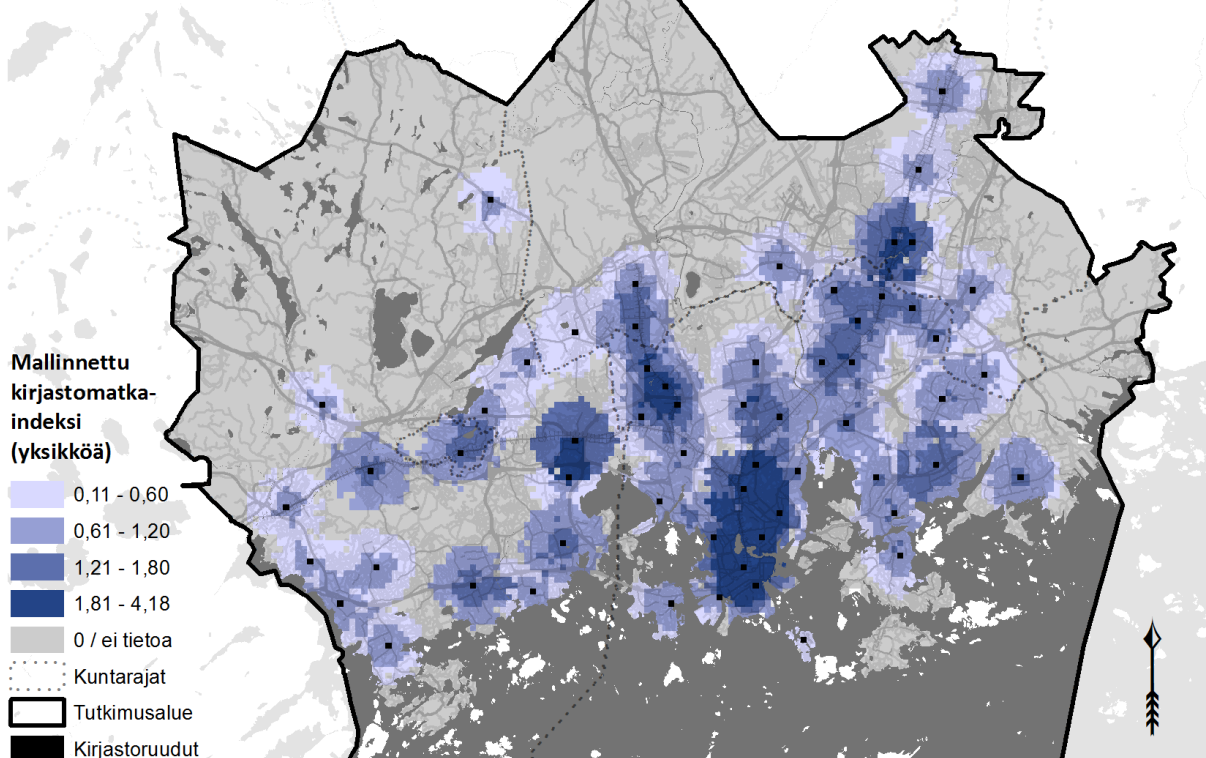 Mallinnettu
kirjastomatka-
indeksi
(yksikköä)
0,11 - 0,60
0,61 - 1,20
1,21 - 1,80
1,81 - 4,18
0 / ei tietoa
Kuntarajat
Tutkimusalue
Kirjastoruudut